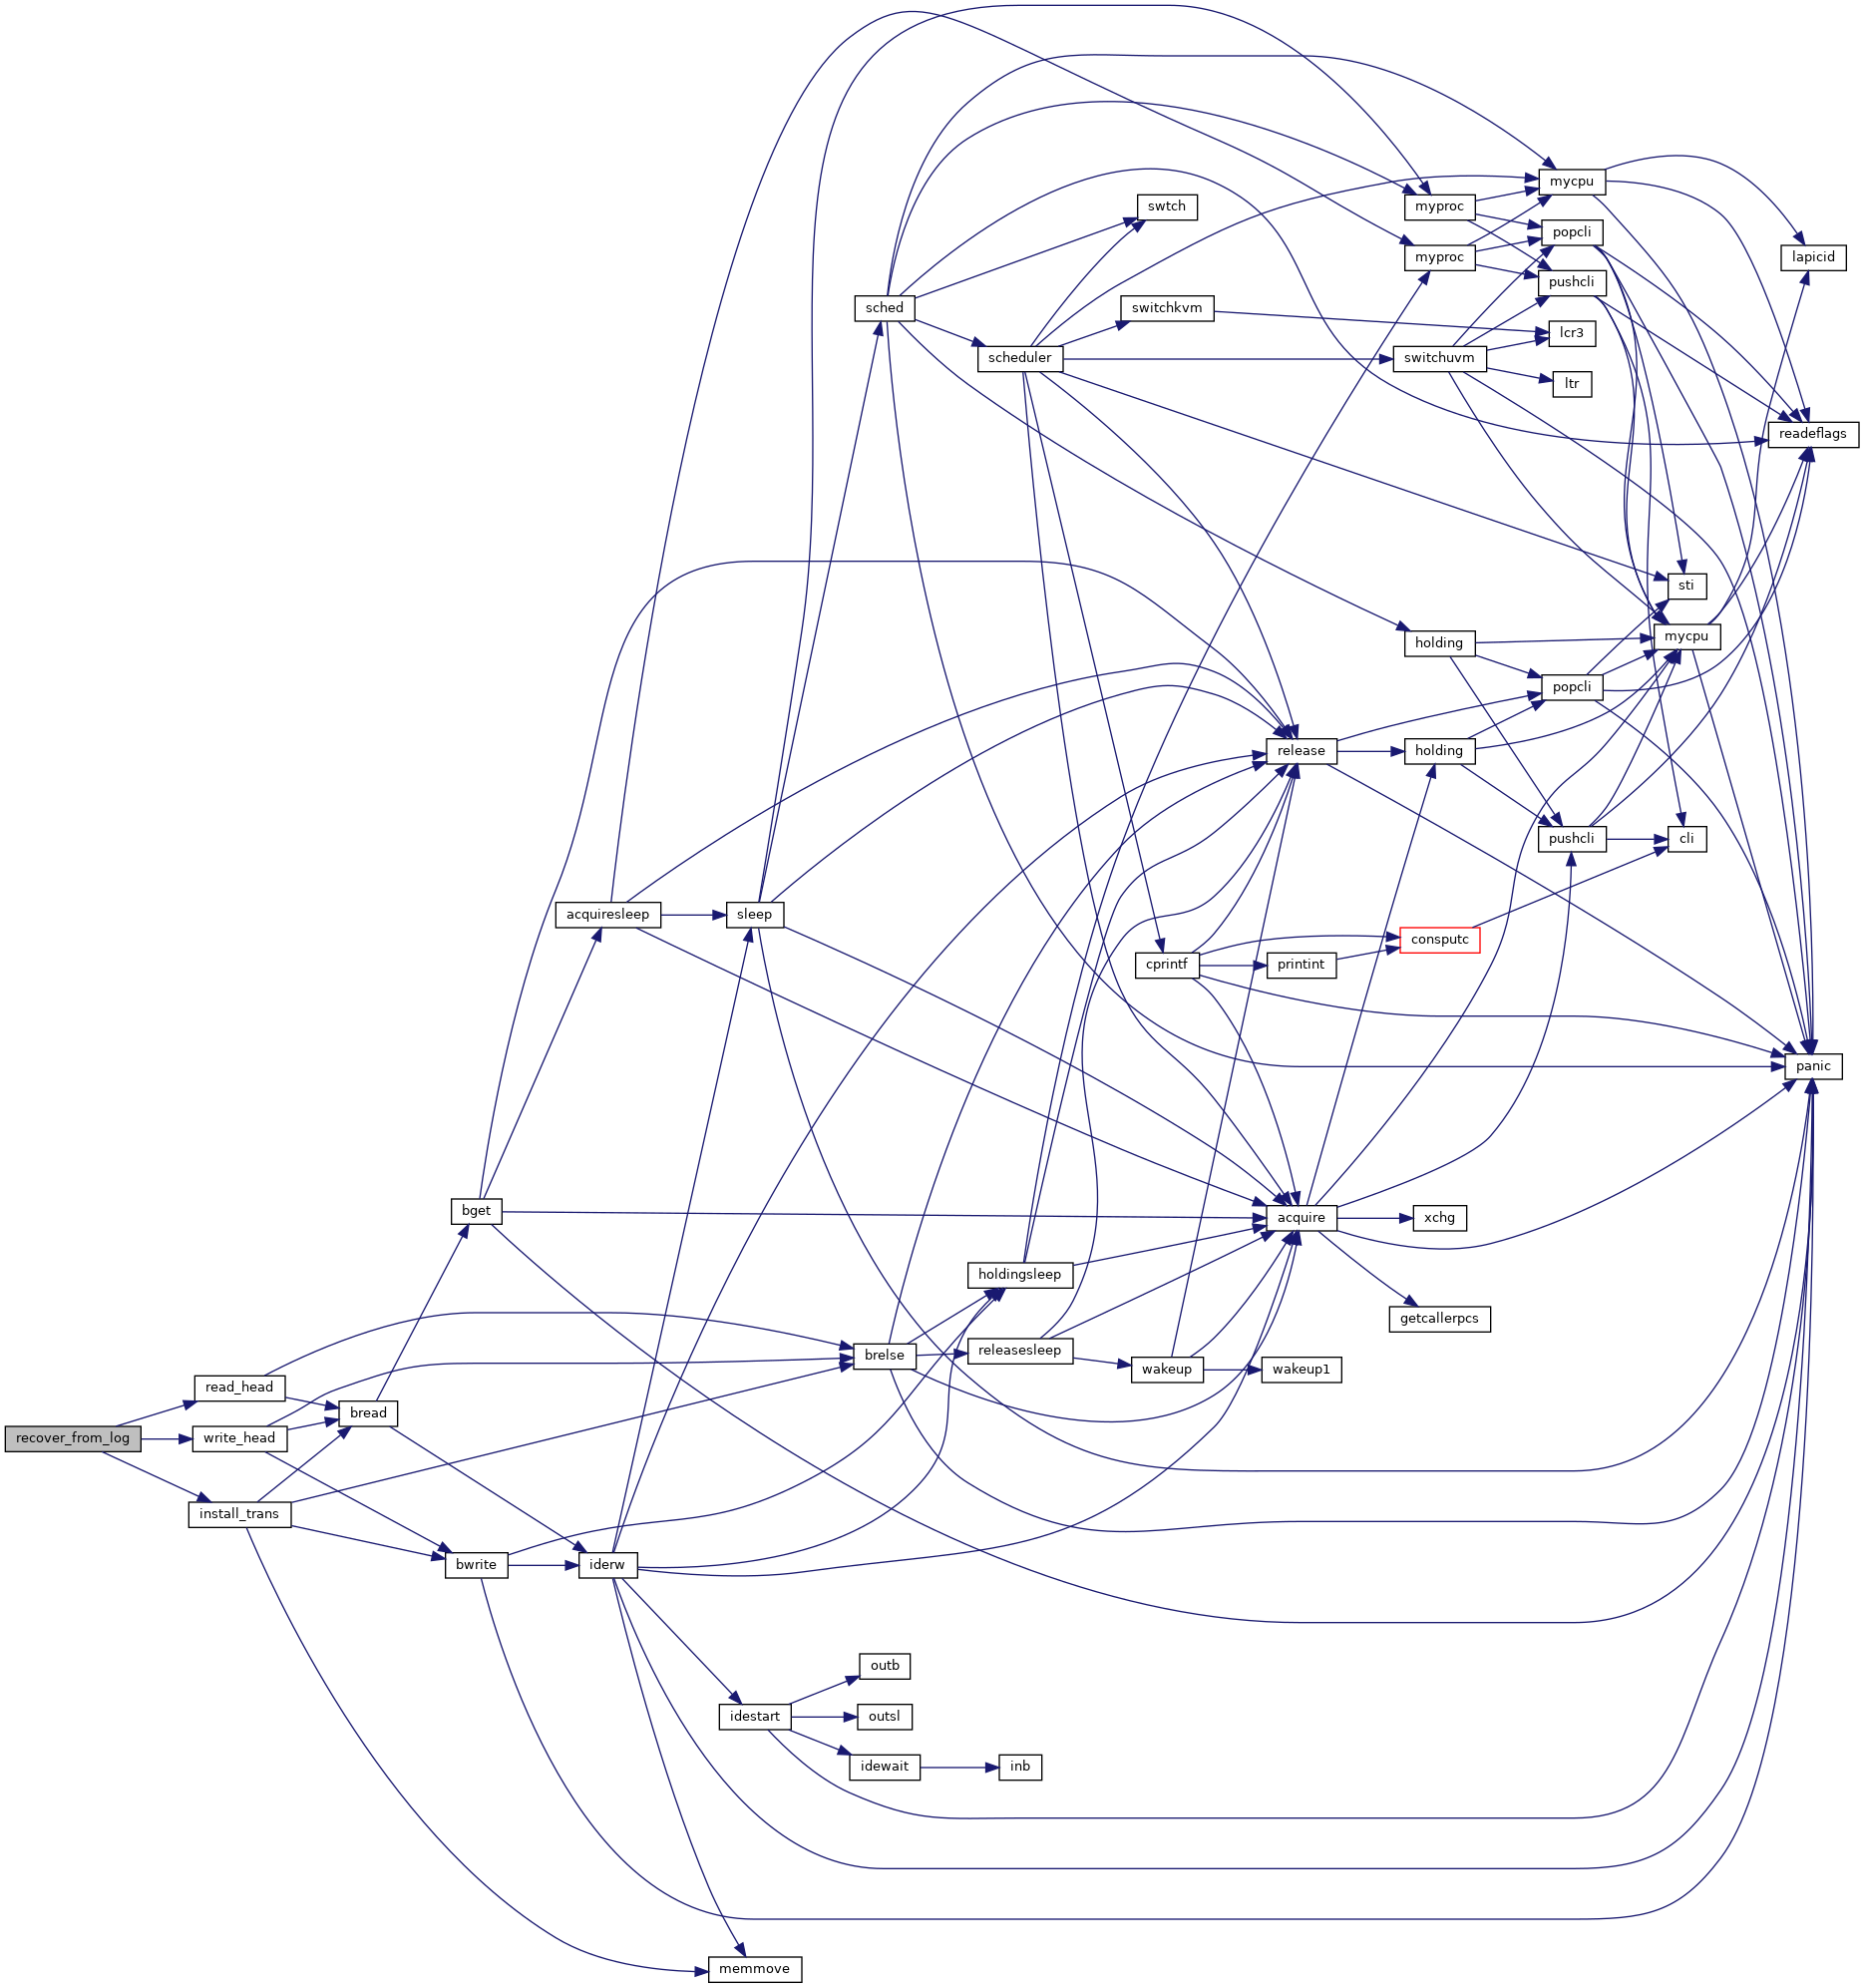 recover_from_log
read_head
write_head
install_trans
bread
bget
bwrite
acquiresleep
iderw
sleep
idestart
memmove
sched
brelse
outb
outsl
idewait
scheduler
holdingsleep
releasesleep
inb
swtch
switchkvm
cprintf
wakeup
release
printint
acquire
wakeup1
myproc
myproc
switchuvm
holding
holding
consputc
xchg
getcallerpcs
mycpu
popcli
pushcli
lcr3
ltr
popcli
pushcli
sti
mycpu
cli
lapicid
readeflags
panic